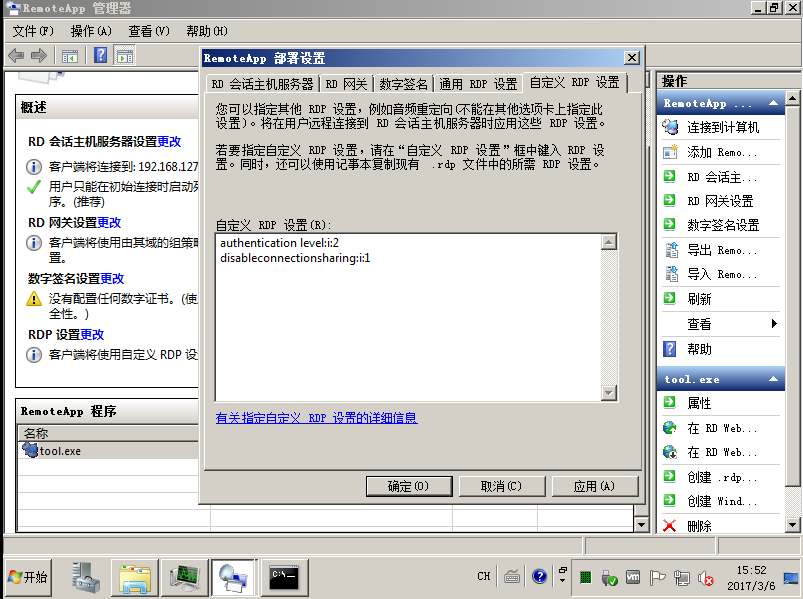 RemoteApp 管理器
文件(F) 操作(A) 查看(V) 帮助(H)
概述
RD 会话主机服务器设置更改
客户端将连接到: 192.168.127
用户只能在初始连接时启动列
序。(推荐)
RD 网关设置更改
客户端将使用由其域的组策略
置。
数字签名设置更改
没有配置任何数字证书。(使
全性。)
RDP 设置更改
客户端将使用自定义 RDP 设
RemoteApp 程序
名称
tool.exe
RemoteApp 部署设置
RD 会话主机服务器 RD 网关 数字签名 通用 RDP 设置 自定义 RDP 设置
您可以指定其他 RDP 设置，例如音频重定向(不能在其他选项卡上指定此
设置)。将在用户远程连接到 RD 会话主机服务器时应用这些 RDP 设置。
若要指定自定义 RDP 设置，请在“自定义 RDP 设置”框中键入 RDP 设
置。同时，还可以使用记事本复制现有 .rdp 文件中的所需 RDP 设置。
自定义 RDP 设置(R):
authentication level:i:2
disableconnectionsharing:i:1
有关指定自定义 RDP 设置的详细信息
确定(O) 取消(C) 应用(A)
操作
RemoteApp ...
连接到计算机
添加 Remo...
RD 会话主...
RD 网关设置
数字签名设置
导出 Remo...
导入 Remo...
刷新
查看
帮助
tool.exe
属性
在 RD Web...
在 RD Web...
创建 .rdp...
创建 Wind...
删除
开始
C:\_
CH
vm
15:52
2017/3/6